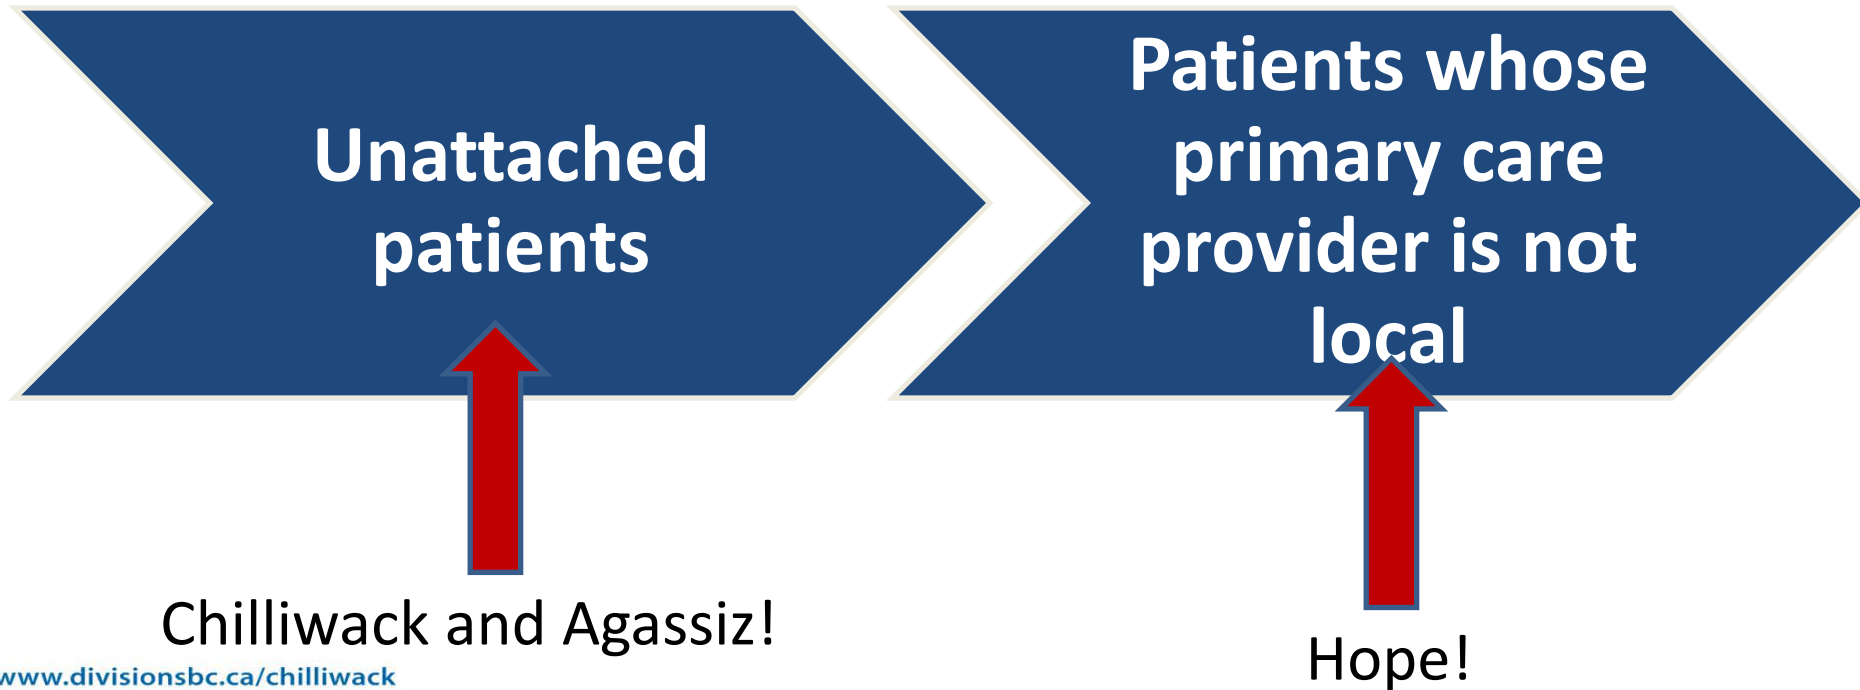 Unattached
patients
Patients whose
primary care
provider is not
local
Chilliwack and Agassiz!
Hope!
www.divisionsbc.ca/chilliwack